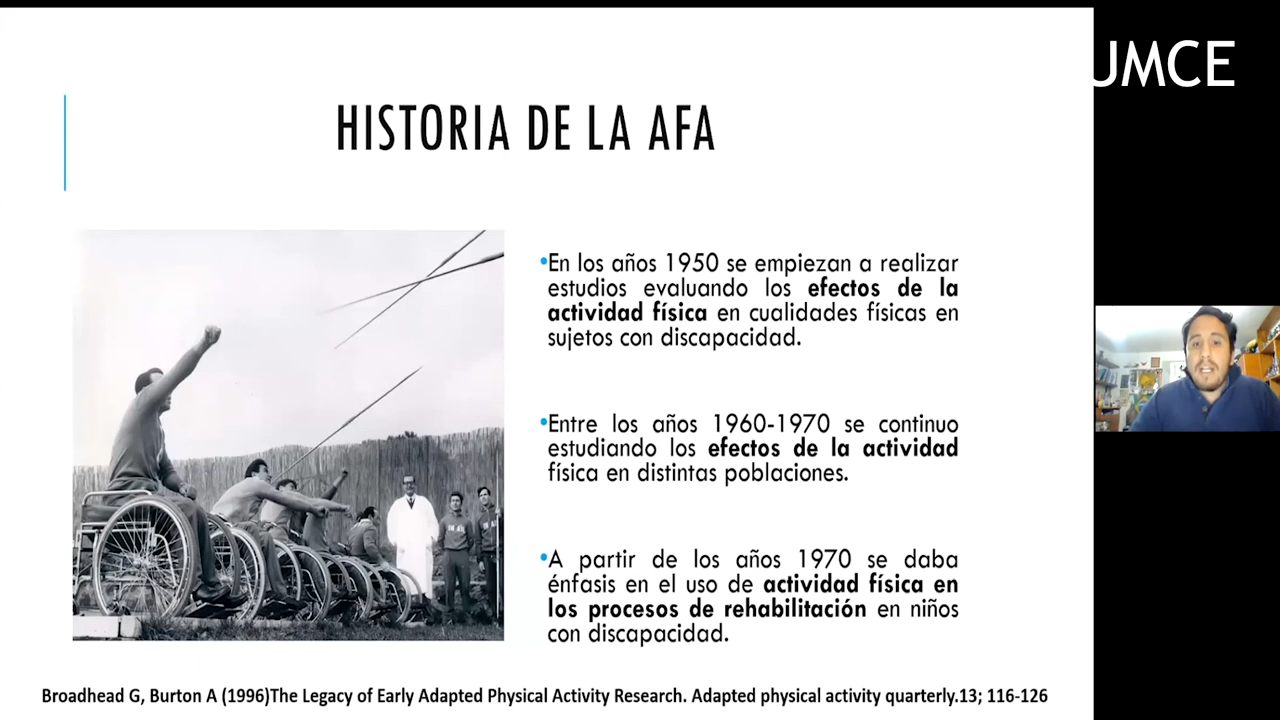 UMCE
HISTORIA DE LA AFA
•En los años 1950 se empiezan a realizar
estudios evaluando los efectos de la
actividad física en cualidades físicas en
sujetos con discapacidad.
•Entre los años 1960-1970 se continuo
estudiando los efectos de la actividad
física en distintas poblaciones.
•A partir de los años 1970 se daba
énfasis en el uso de actividad física en
los procesos de rehabilitación en niños
con discapacidad.
Broadhead G, Burton A (1996)The Legacy of Early Adapted Physical Activity Research. Adapted physical activity quarterly.13; 116-126